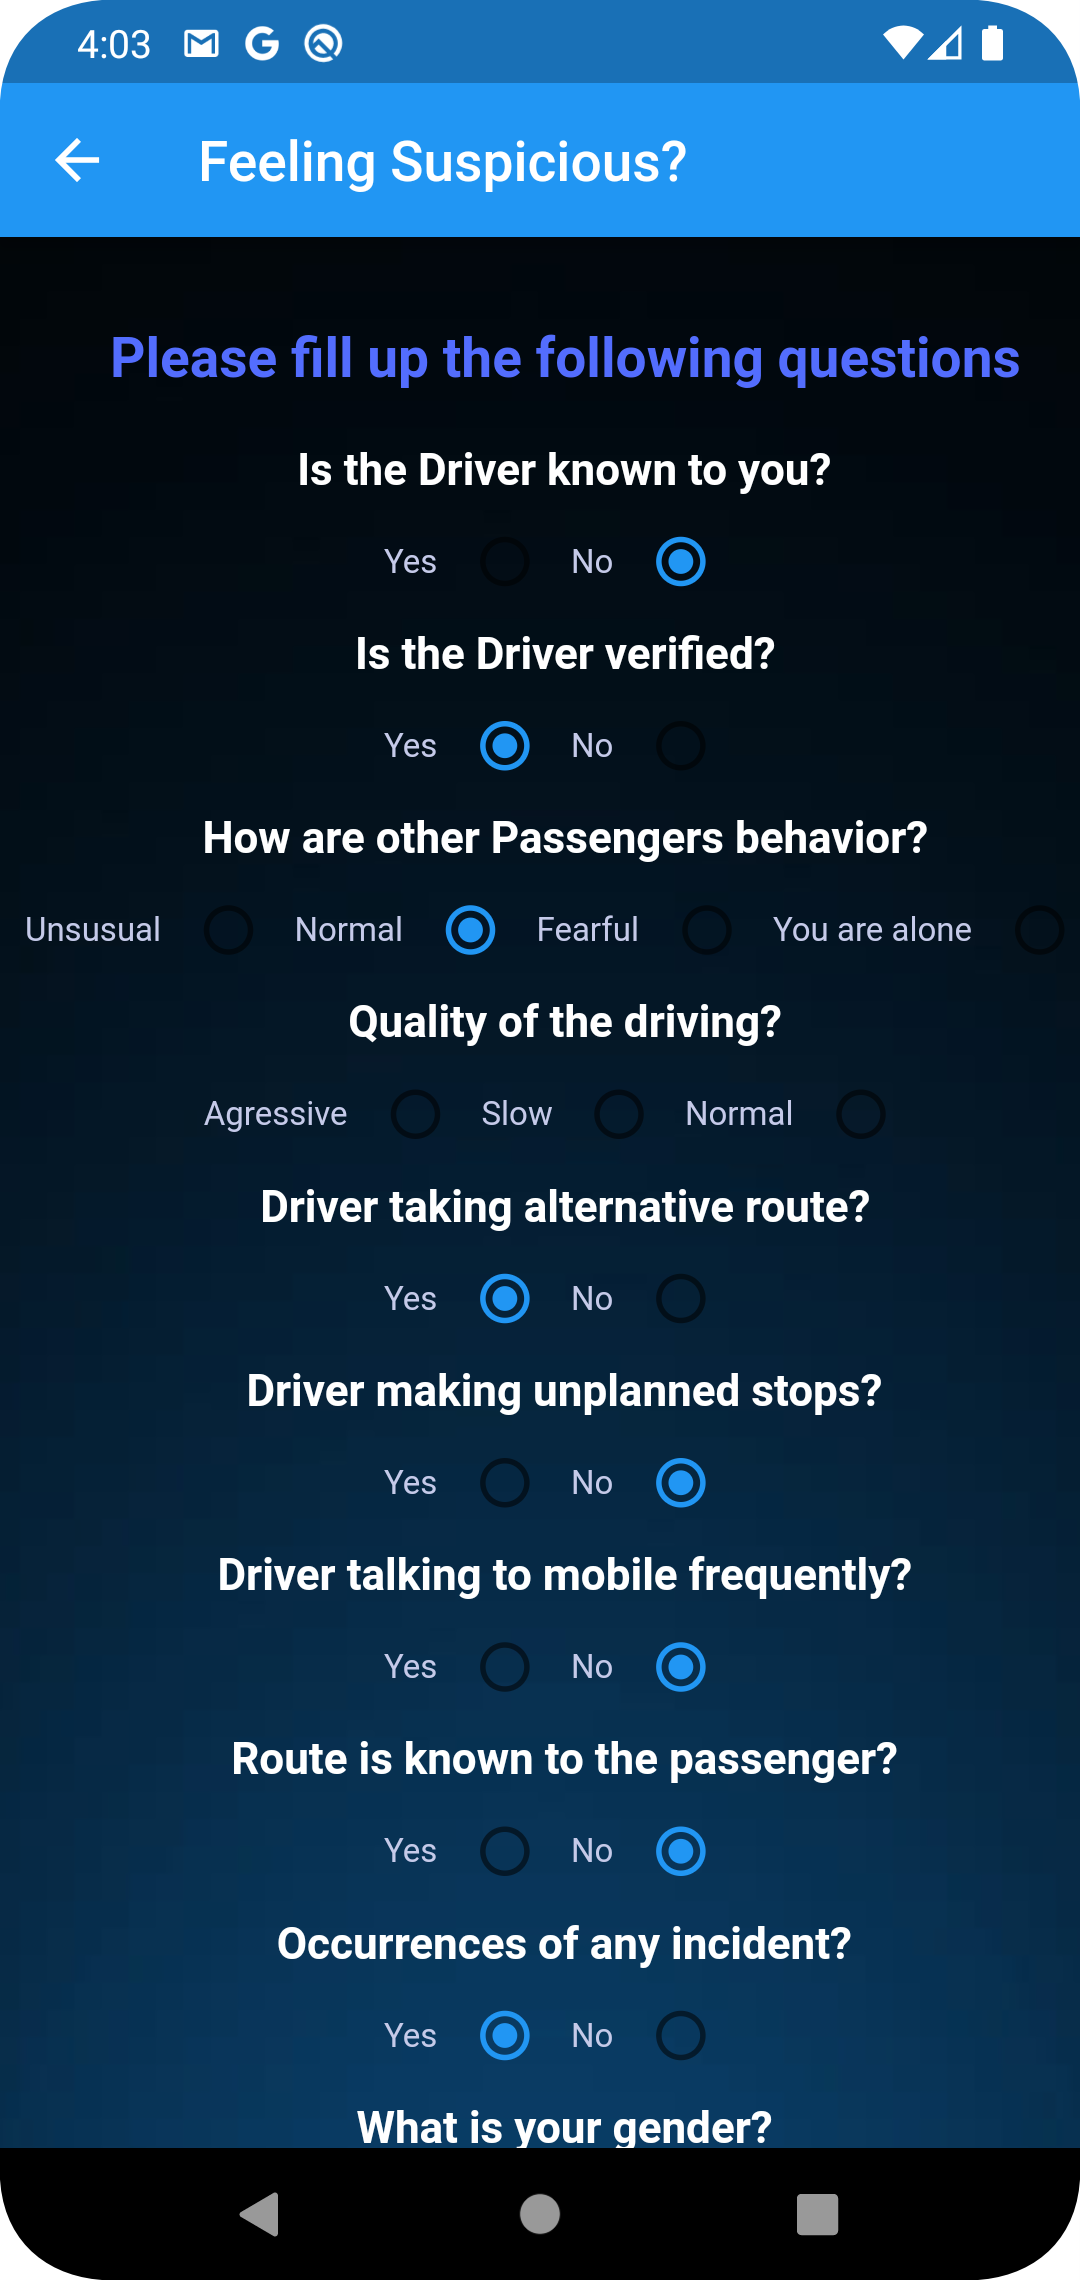 4:03
Feeling Suspicious?
Please fill up the following questions
Is the Driver known to you?
Yes No
Is the Driver verified?
Yes No
How are other Passengers behavior?
Unsusual Normal Fearful You are alone
Quality of the driving?
Agressive Slow Normal
Driver taking alternative route?
Yes No
Driver making unplanned stops?
Yes No
Driver talking to mobile frequently?
Yes No
Route is known to the passenger?
Yes No
Occurrences of any incident?
Yes No
What is your gender?